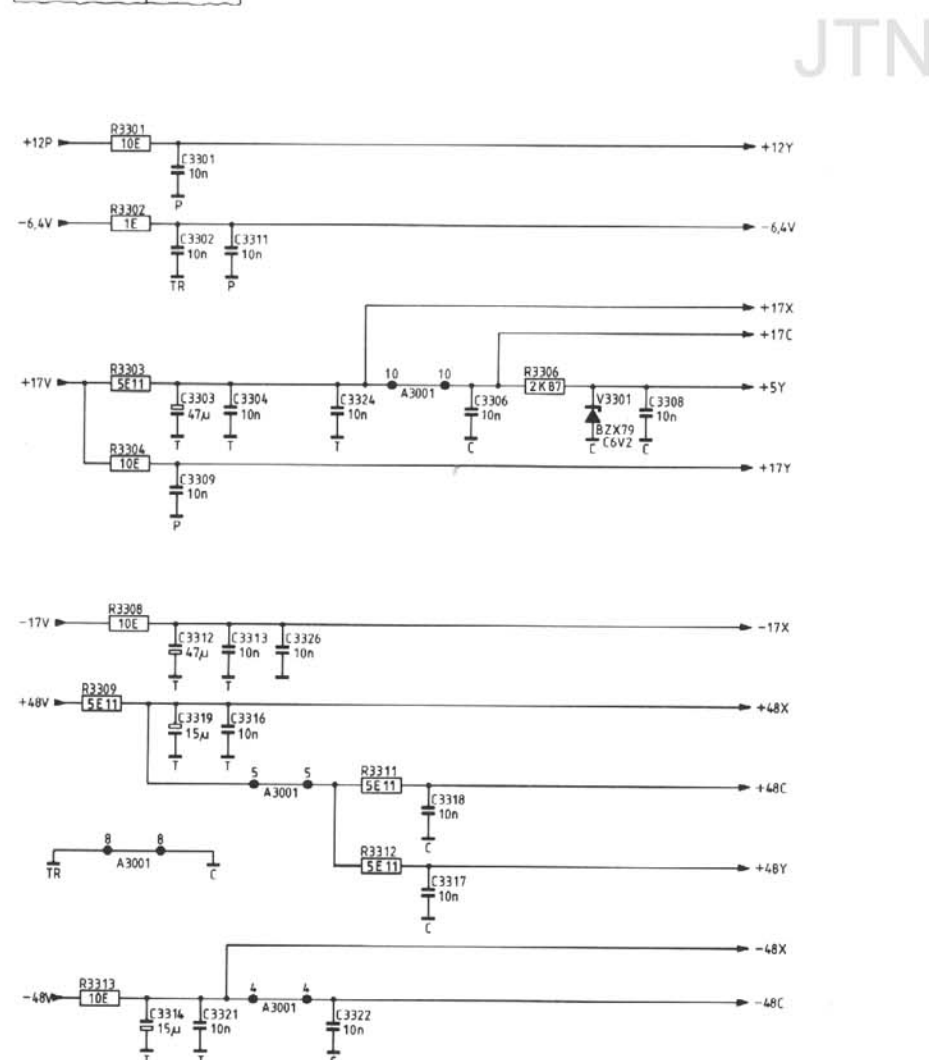 JTN
R3301
+12P 10E +12Y
C3301
10n
P
R3302
-6,4V 1E -6,4V
C3302 C3311
10n 10n
TR P
+17X
+17C
R3303 10 10 R3306
+17V 5E11 A3001 2K87 +5Y
C3303 C3304 C3324 C3306 V3301 C3308
47µ 10n 10n 10n BZX79 10n
C6V2
T T T C C C
R3304
10E +17Y
C3309
10n
P
R3308
-17V 10E -17X
C3312 C3313 C3326
47µ 10n 10n
T T
R3309
+48V 5E11 +48X
C3319 C3316
15µ 10n
T T
5 5 R3311
A3001 5E11 +48C
C3318
10n
C
8 8 R3312
A3001 5E11 +48Y
TR C
C3317
10n
C
-48X
R3313 4 4
-48V 10E A3001 -48C
C3314 C3321 C3322
15µ 10n 10n
T T C